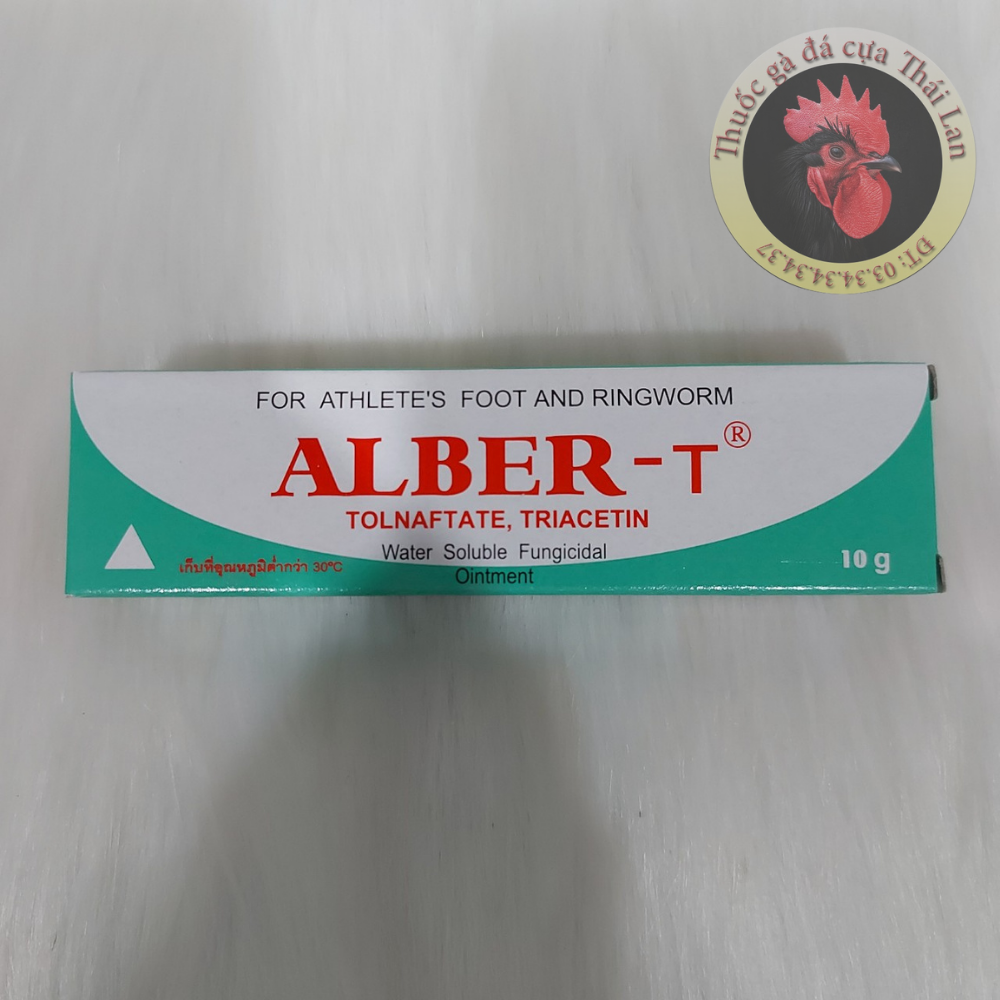 Thuốc gà đá cựa Thái Lan
ĐT: 03.34.34.34.37
FOR ATHLETE'S FOOT AND RINGWORM
ALBER-T®
TOLNAFTATE, TRIACETIN
Water Soluble Fungicidal
Ointment
เก็บที่อุณหภูมิต่ำกว่า 30°C
10 g